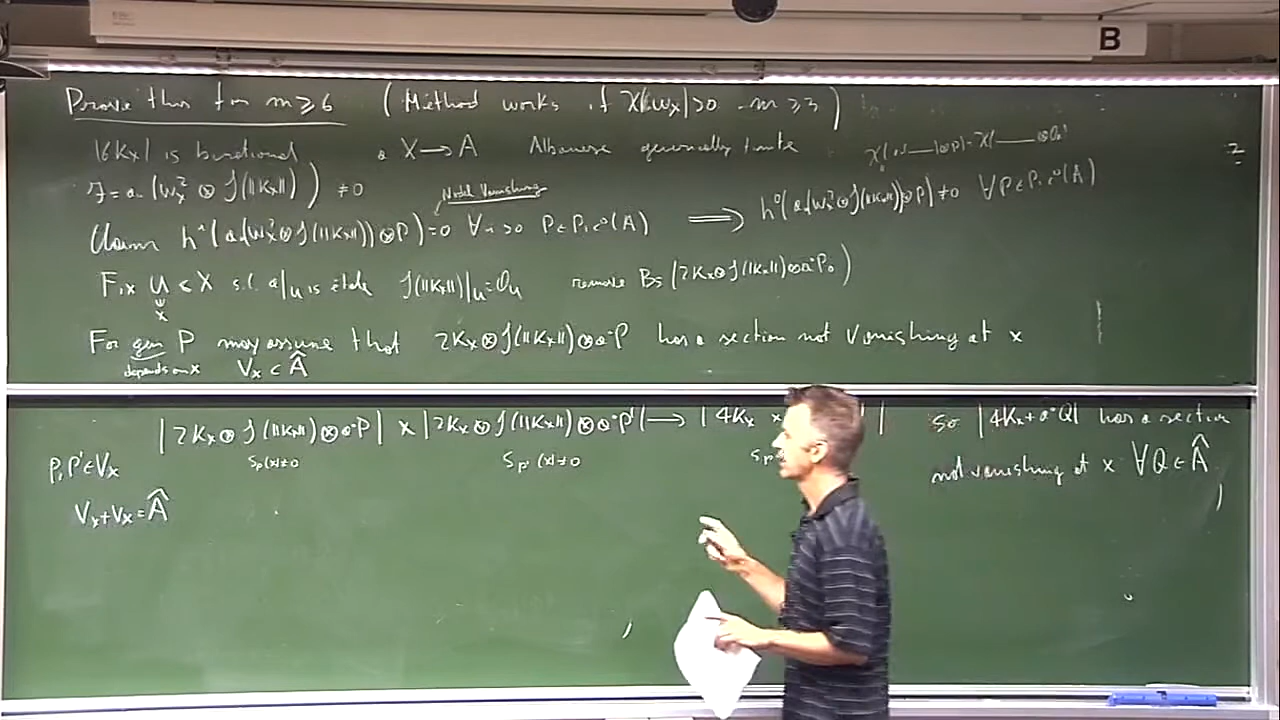 B
Prove thm for m ≥ 6 ( Method works if χ(ω_X) > 0 m ≥ 3 )
|6K_X| is birational a X → A Albanese generically finite
F = a_*(ω_X^2 ⊗ J(||K_X||)) ≠ 0
Nadel Vanishing
Claim h^i(a_*(ω_X^2 ⊗ J(||K_X||)) ⊗ P) = 0 ∀ i > 0 P ∈ Pic^0(A) ⟹ h^0(a_*(ω_X^2 ⊗ J(||K_X||)) ⊗ P) ≠ 0 ∀ P ∈ Pic^0(A)
Fix U ⊂ X s.t. a|_U is étale J(||K_X||)|_U = O_U remove Bs |2K_X ⊗ J(||K_X||) ⊗ a^*P_0|
x
For gen P may assume that 2K_X ⊗ J(||K_X||) ⊗ a^*P has a section not vanishing at x
depends on x V_x ⊂ Â
|2K_X ⊗ J(||K_X||) ⊗ a^*P| × |2K_X ⊗ J(||K_X||) ⊗ a^*P'| → |4K_X
so |4K_X + a^*Q| has a section
P, P' ∈ V_x S_P(x) ≠ 0 S_P'(x) ≠ 0
not vanishing at x ∀ Q ∈ Â
V_x + V_x = Â